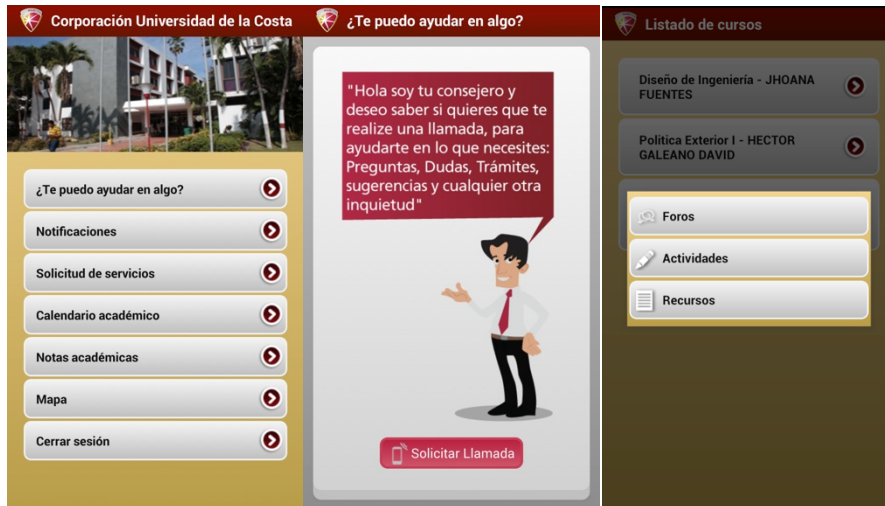 Corporación Universidad de la Costa
¿Te puedo ayudar en algo?
Notificaciones
Solicitud de servicios
Calendario académico
Notas académicas
Mapa
Cerrar sesión
¿Te puedo ayudar en algo?
"Hola soy tu consejero y
deseo saber si quieres que te
realize una llamada, para
ayudarte en lo que necesites:
Preguntas, Dudas, Trámites,
sugerencias y cualquier otra
inquietud"
Solicitar Llamada
Listado de cursos
Diseño de Ingeniería - JHOANA
FUENTES
Politica Exterior I - HECTOR
GALEANO DAVID
Foros
Actividades
Recursos